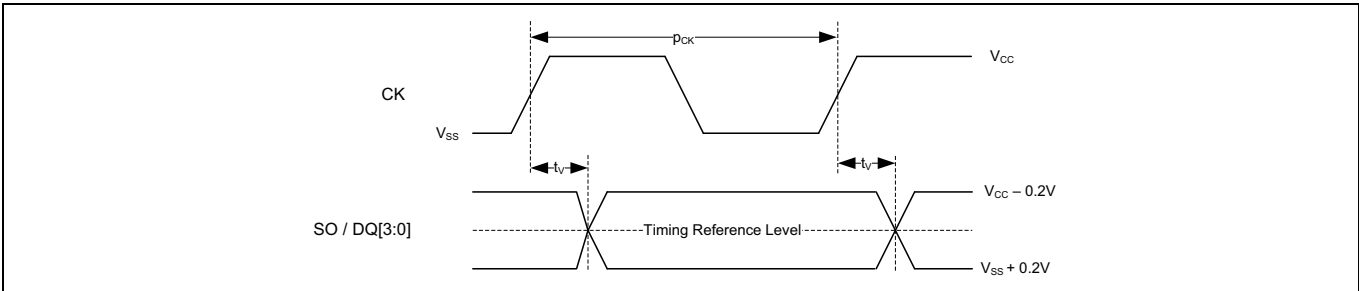 pCK
VCC
CK
VSS
tV
tV
VCC – 0.2V
SO / DQ[3:0]
Timing Reference Level
VSS + 0.2V